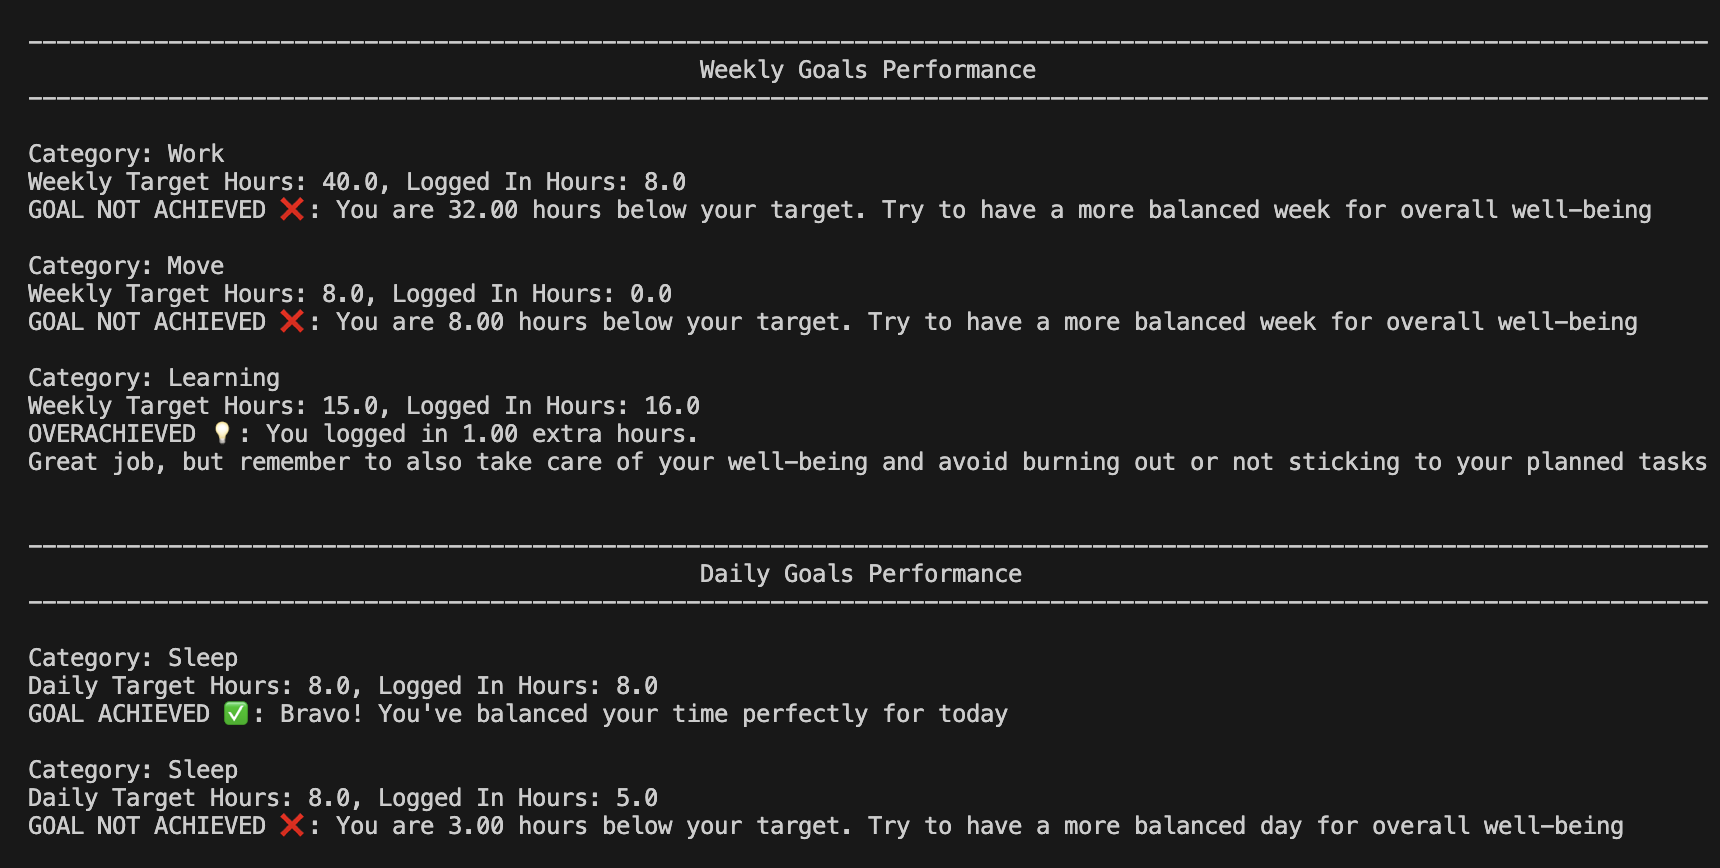 Weekly Goals Performance
Category: Work
Weekly Target Hours: 40.0, Logged In Hours: 8.0
GOAL NOT ACHIEVED ❌: You are 32.00 hours below your target. Try to have a more balanced week for overall well-being
Category: Move
Weekly Target Hours: 8.0, Logged In Hours: 0.0
GOAL NOT ACHIEVED ❌: You are 8.00 hours below your target. Try to have a more balanced week for overall well-being
Category: Learning
Weekly Target Hours: 15.0, Logged In Hours: 16.0
OVERACHIEVED 💡: You logged in 1.00 extra hours.
Great job, but remember to also take care of your well-being and avoid burning out or not sticking to your planned tasks
Daily Goals Performance
Category: Sleep
Daily Target Hours: 8.0, Logged In Hours: 8.0
GOAL ACHIEVED ✅: Bravo! You've balanced your time perfectly for today
Category: Sleep
Daily Target Hours: 8.0, Logged In Hours: 5.0
GOAL NOT ACHIEVED ❌: You are 3.00 hours below your target. Try to have a more balanced day for overall well-being